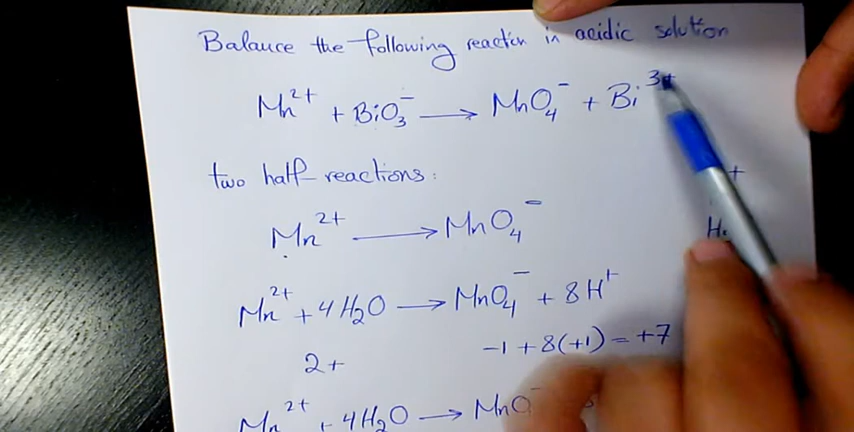 Balance the following reaction in acidic solution
Mn²⁺ + BiO₃⁻ ⟶ MnO₄⁻ + Bi³⁺
two half-reactions:
Mn²⁺ ⟶ MnO₄⁻
Mn²⁺ + 4H₂O ⟶ MnO₄⁻ + 8H⁺
2+ -1 + 8(+1) = +7
Mn²⁺ + 4H₂O ⟶ MnO